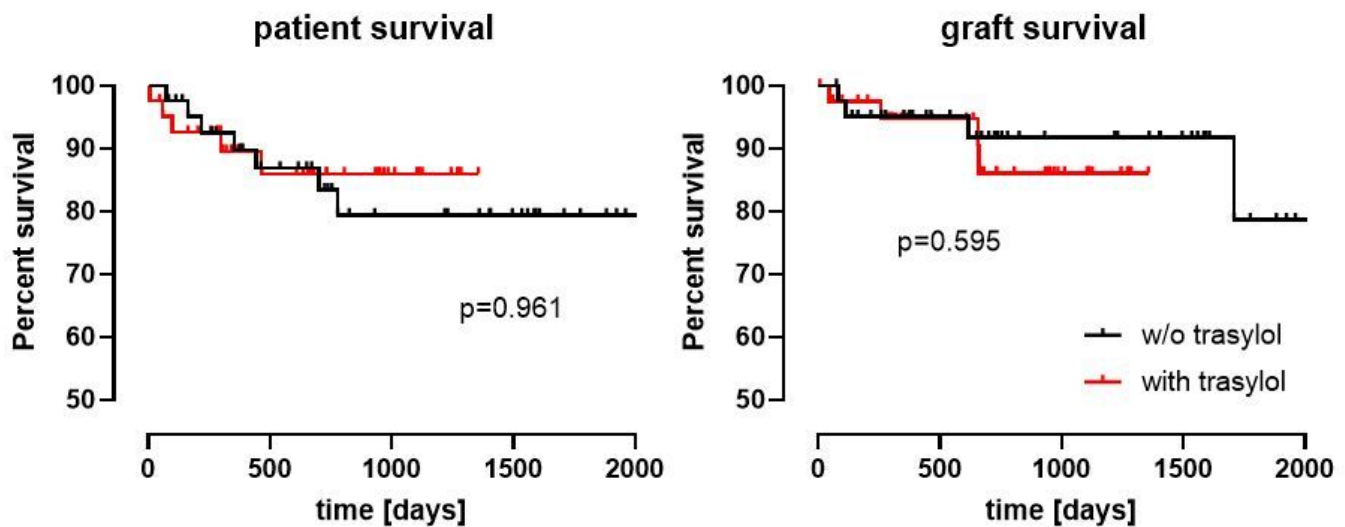 patient survival
Percent survival
100
90
80
70
60
50
p=0.961
0 500 1000 1500 2000
time [days]
graft survival
Percent survival
100
90
80
70
60
50
p=0.595
w/o trasylol
with trasylol
0 500 1000 1500 2000
time [days]